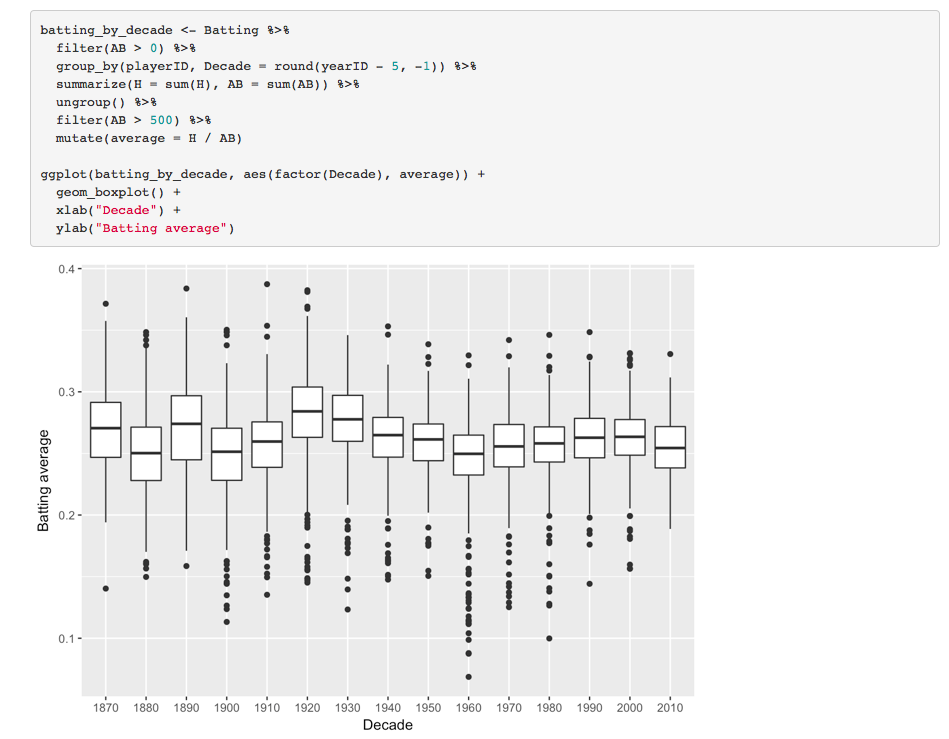 batting_by_decade <- Batting %>%
  filter(AB > 0) %>%
  group_by(playerID, Decade = round(yearID - 5, -1)) %>%
  summarize(H = sum(H), AB = sum(AB)) %>%
  ungroup() %>%
  filter(AB > 500) %>%
  mutate(average = H / AB)
ggplot(batting_by_decade, aes(factor(Decade), average)) +
  geom_boxplot() +
  xlab("Decade") +
  ylab("Batting average")
0.4
0.3
0.2
0.1
Batting average
1870 1880 1890 1900 1910 1920 1930 1940 1950 1960 1970 1980 1990 2000 2010
Decade